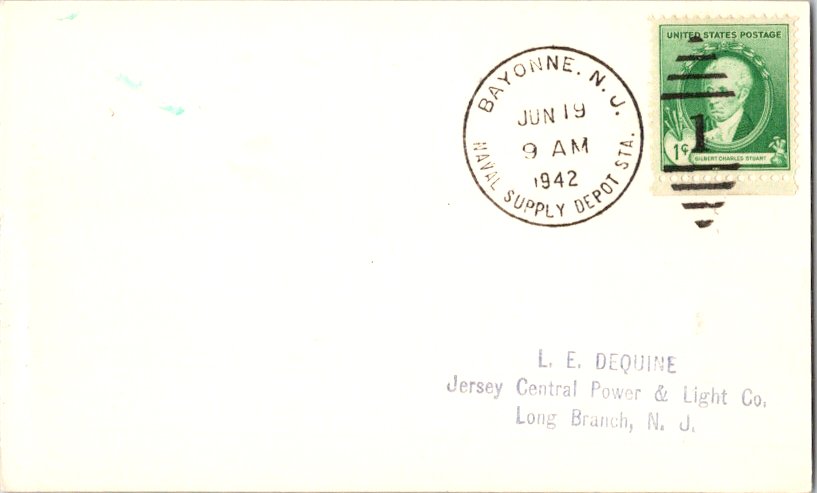 BAYONNE, N. J.
JUN 19
9 AM
1942
NAVAL SUPPLY DEPOT STA.
UNITED STATES POSTAGE
1
1¢
GILBERT CHARLES STUART
L. E. DEQUINE
Jersey Central Power & Light Co.
Long Branch, N. J.